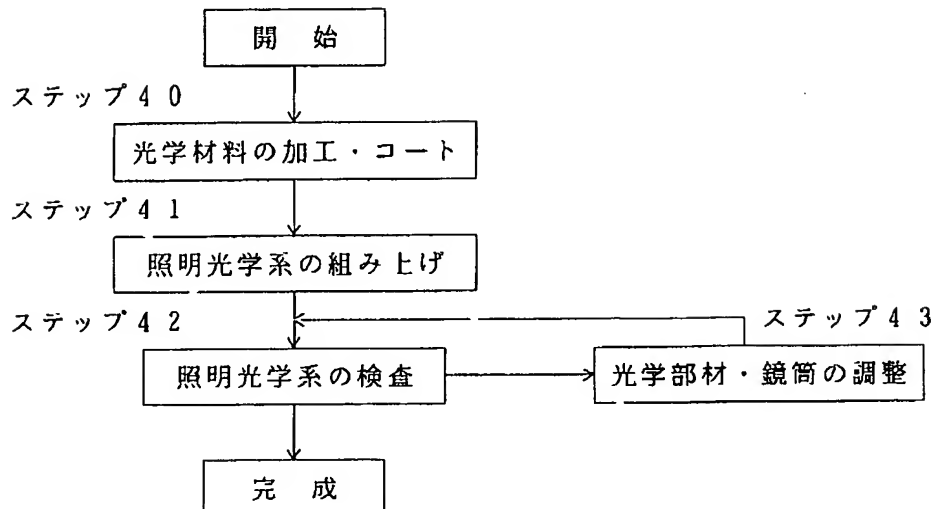 開 始
ステップ40
光学材料の加工・コート
ステップ41
照明光学系の組み上げ
ステップ42
ステップ43
照明光学系の検査
光学部材・鏡筒の調整
完 成